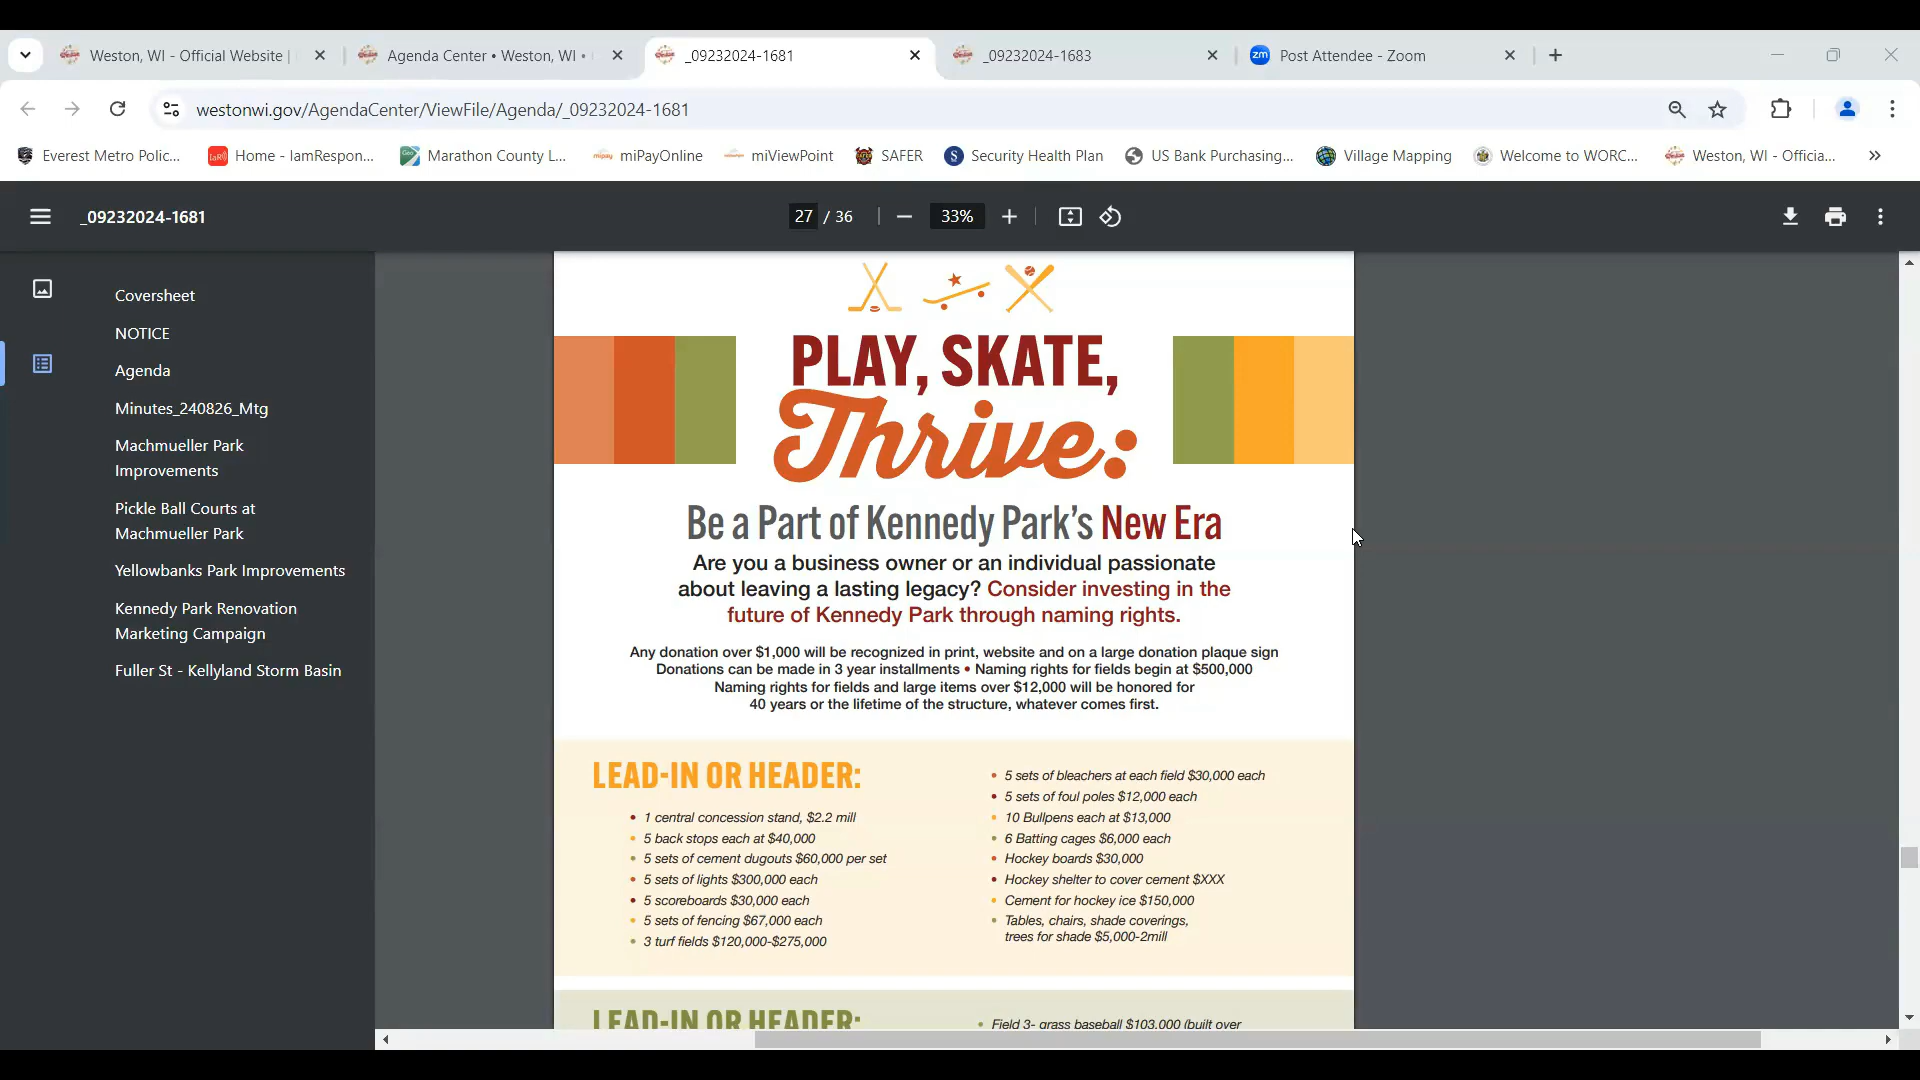 Weston, WI - Official Website |
Agenda Center • Weston, WI •
_09232024-1681
_09232024-1683
zm Post Attendee - Zoom
westonwi.gov/AgendaCenter/ViewFile/Agenda/_09232024-1681
Everest Metro Polic...
Home - IamRespon...
Marathon County L...
miPayOnline
miViewPoint
SAFER
Security Health Plan
US Bank Purchasing...
Village Mapping
Welcome to WORC...
Weston, WI - Officia...
_09232024-1681
27 / 36
33%
Coversheet
NOTICE
Agenda
Minutes_240826_Mtg
Machmueller Park
Improvements
Pickle Ball Courts at
Machmueller Park
Yellowbanks Park Improvements
Kennedy Park Renovation
Marketing Campaign
Fuller St - Kellyland Storm Basin
PLAY, SKATE,
Thrive:
Be a Part of Kennedy Park's New Era
Are you a business owner or an individual passionate
about leaving a lasting legacy? Consider investing in the
future of Kennedy Park through naming rights.
Any donation over $1,000 will be recognized in print, website and on a large donation plaque sign
Donations can be made in 3 year installments • Naming rights for fields begin at $500,000
Naming rights for fields and large items over $12,000 will be honored for
40 years or the lifetime of the structure, whatever comes first.
LEAD-IN OR HEADER:
• 1 central concession stand, $2.2 mill
• 5 back stops each at $40,000
• 5 sets of cement dugouts $60,000 per set
• 5 sets of lights $300,000 each
• 5 scoreboards $30,000 each
• 5 sets of fencing $67,000 each
• 3 turf fields $120,000-$275,000
• 5 sets of bleachers at each field $30,000 each
• 5 sets of foul poles $12,000 each
• 10 Bullpens each at $13,000
• 6 Batting cages $6,000 each
• Hockey boards $30,000
• Hockey shelter to cover cement $XXX
• Cement for hockey ice $150,000
• Tables, chairs, shade coverings,
trees for shade $5,000-2mill
LEAD-IN OR HEADER:
• Field 3- grass baseball $103,000 (built over